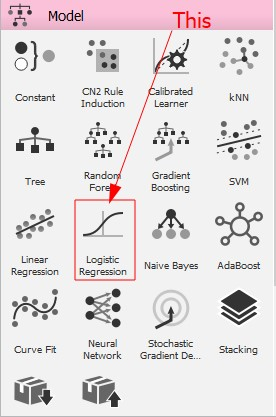 Model
This
Constant
CN2 Rule
Induction
Calibrated
Learner
kNN
Tree
Random
Forest
Gradient
Boosting
SVM
Linear
Regression
Logistic
Regression
Naive Bayes
AdaBoost
Curve Fit
Neural
Network
Stochastic
Gradient De...
Stacking